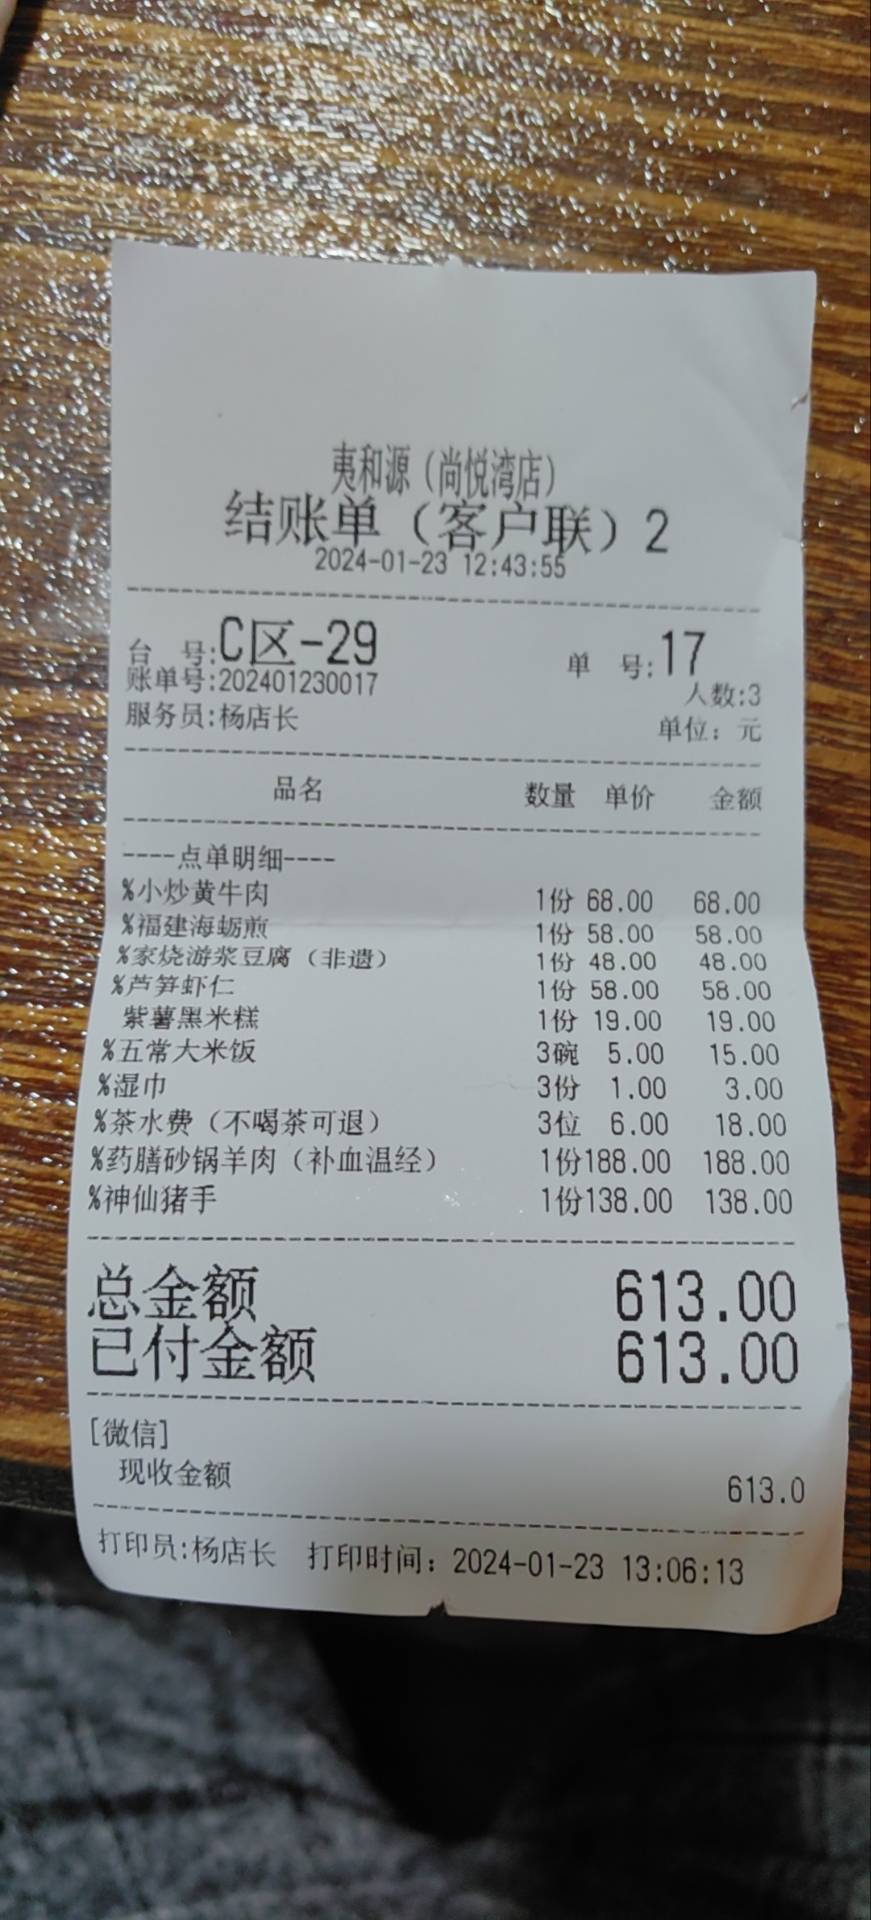 夷和源（尚悦湾店）
结账单（客户联）2
2024-01-23 12:43:55
台 号:C区-29 单 号:17
账单号:202401230017 人数:3
服务员:杨店长 单位：元
品名 数量 单价 金额
----点单明细----
%小炒黄牛肉 1份 68.00 68.00
%福建海蛎煎 1份 58.00 58.00
%家烧游浆豆腐（非遗） 1份 48.00 48.00
%芦笋虾仁 1份 58.00 58.00
紫薯黑米糕 1份 19.00 19.00
%五常大米饭 3碗 5.00 15.00
%湿巾 3份 1.00 3.00
%茶水费（不喝茶可退） 3位 6.00 18.00
%药膳砂锅羊肉（补血温经） 1份188.00 188.00
%神仙猪手 1份138.00 138.00
总金额 613.00
已付金额 613.00
[微信]
现收金额 613.0
打印员:杨店长 打印时间：2024-01-23 13:06:13